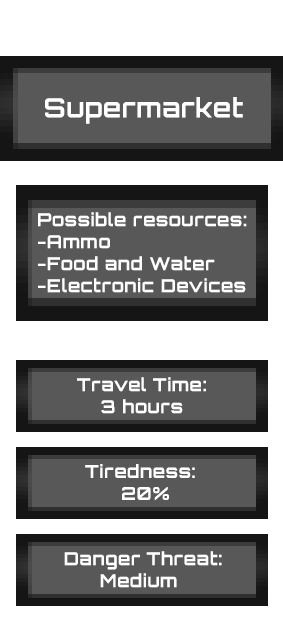 Supermarket
Possible resources:
-Ammo
-Food and Water
-Electronic Devices
Travel Time:
3 hours
Tiredness:
20%
Danger Threat:
Medium